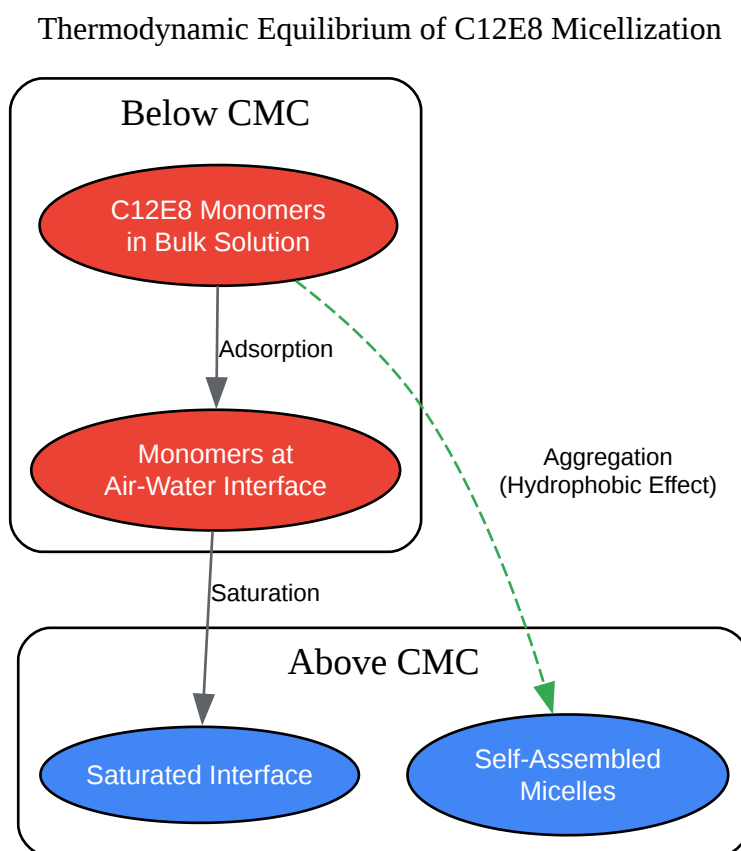 Thermodynamic Equilibrium of C12E8 Micellization
Below CMC
C12E8 Monomers
in Bulk Solution
Adsorption
Monomers at
Air-Water Interface
Aggregation
(Hydrophobic Effect)
Saturation
Above CMC
Saturated Interface
Self-Assembled
Micelles